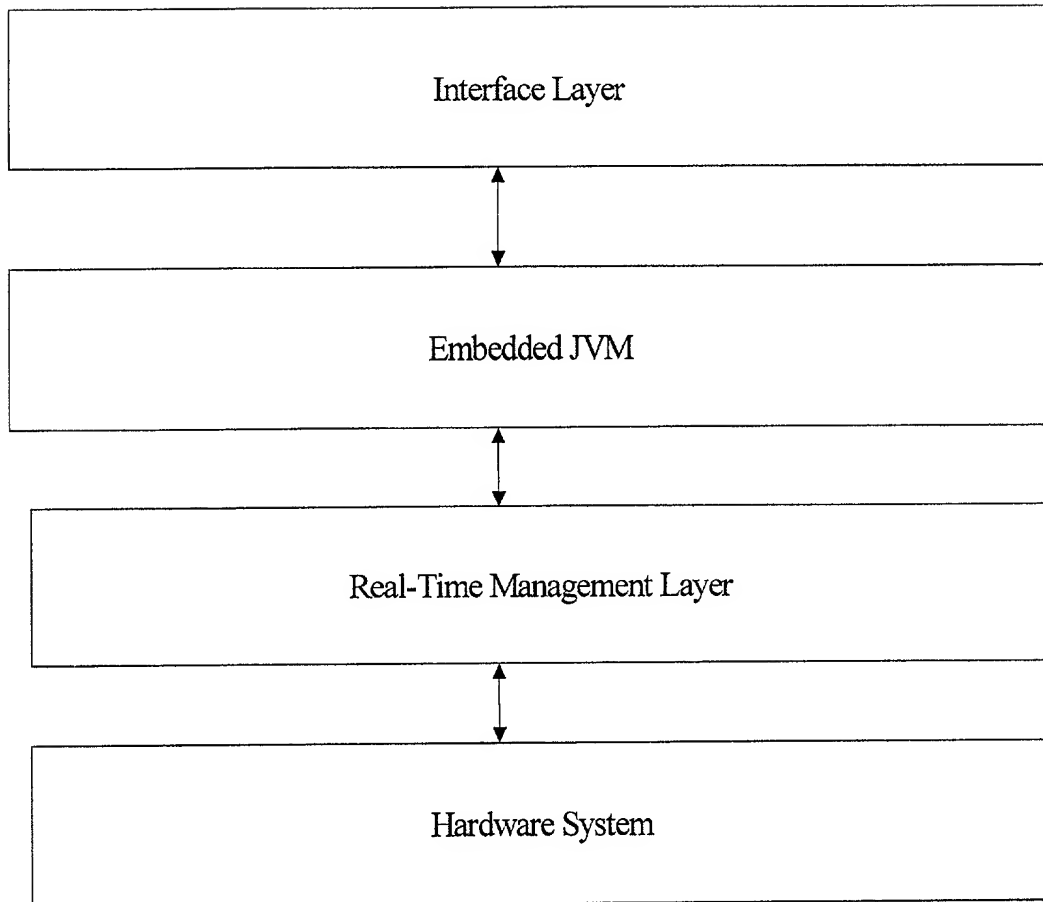 Interface Layer
Embedded JVM
Real-Time Management Layer
Hardware System